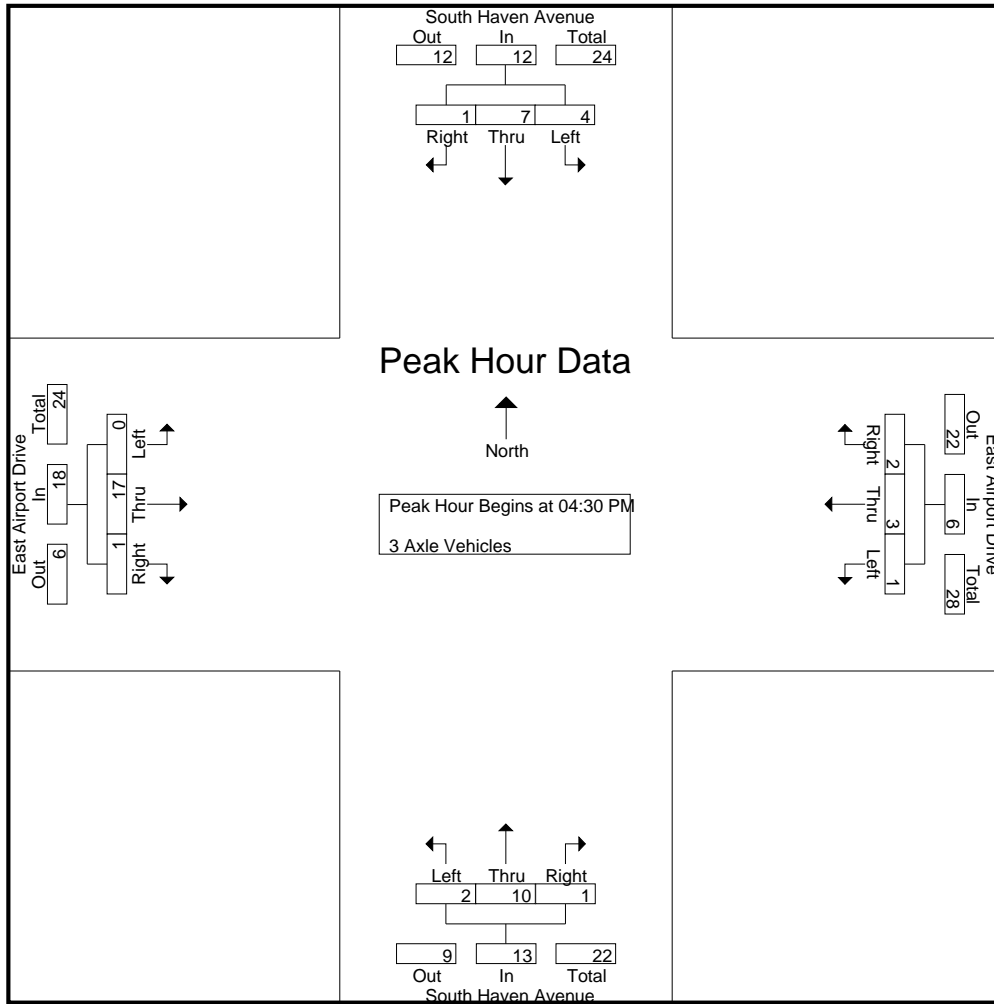 South Haven Avenue
Out In Total
12 12 24
1 7 4
Right Thru Left
Peak Hour Data
North
Peak Hour Begins at 04:30 PM
3 Axle Vehicles
East Airport Drive
Out In Total
6 18 24
Left Thru Right
0 17 1
East Airport Drive
Out In Total
22 6 28
Right Thru Left
2 3 1
Left Thru Right
2 10 1
9 13 22
Out In Total
South Haven Avenue